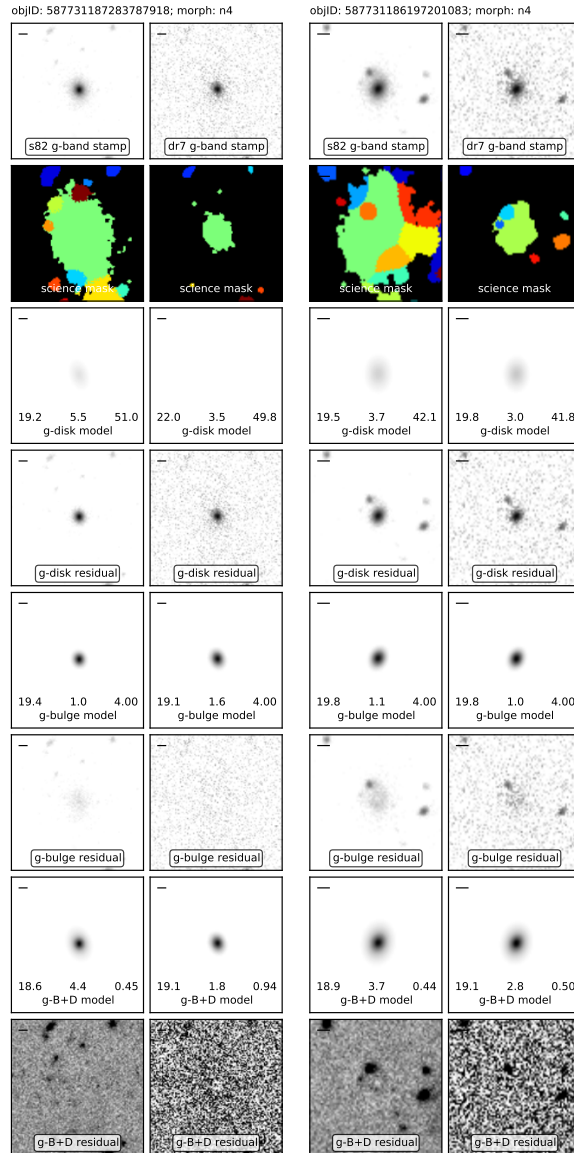 objID: 587731187283787918; morph: n4 objID: 587731186197201083; morph: n4
s82 g-band stamp dr7 g-band stamp s82 g-band stamp dr7 g-band stamp
science mask science mask science mask science mask
19.2 5.5 51.0 22.0 3.5 49.8 19.5 3.7 42.1 19.8 3.0 41.8
g-disk model g-disk model g-disk model g-disk model
g-disk residual g-disk residual g-disk residual g-disk residual
19.4 1.0 4.00 19.1 1.6 4.00 19.8 1.1 4.00 19.8 1.0 4.00
g-bulge model g-bulge model g-bulge model g-bulge model
g-bulge residual g-bulge residual g-bulge residual g-bulge residual
18.6 4.4 0.45 19.1 1.8 0.94 18.9 3.7 0.44 19.1 2.8 0.50
g-B+D model g-B+D model g-B+D model g-B+D model
g-B+D residual g-B+D residual g-B+D residual g-B+D residual